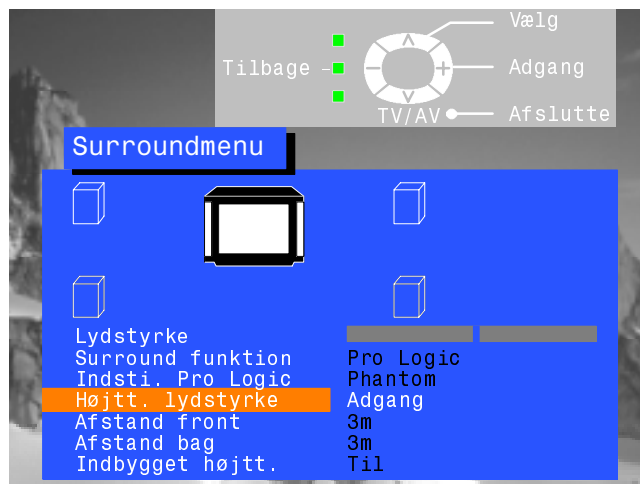 Vælg
Tilbage
Adgang
TV/AV
Afslutte
Surroundmenu
Lydstyrke
Surround funktion Pro Logic
Indsti. Pro Logic Phantom
Højtt. lydstyrke Adgang
Afstand front 3m
Afstand bag 3m
Indbygget højtt. Til